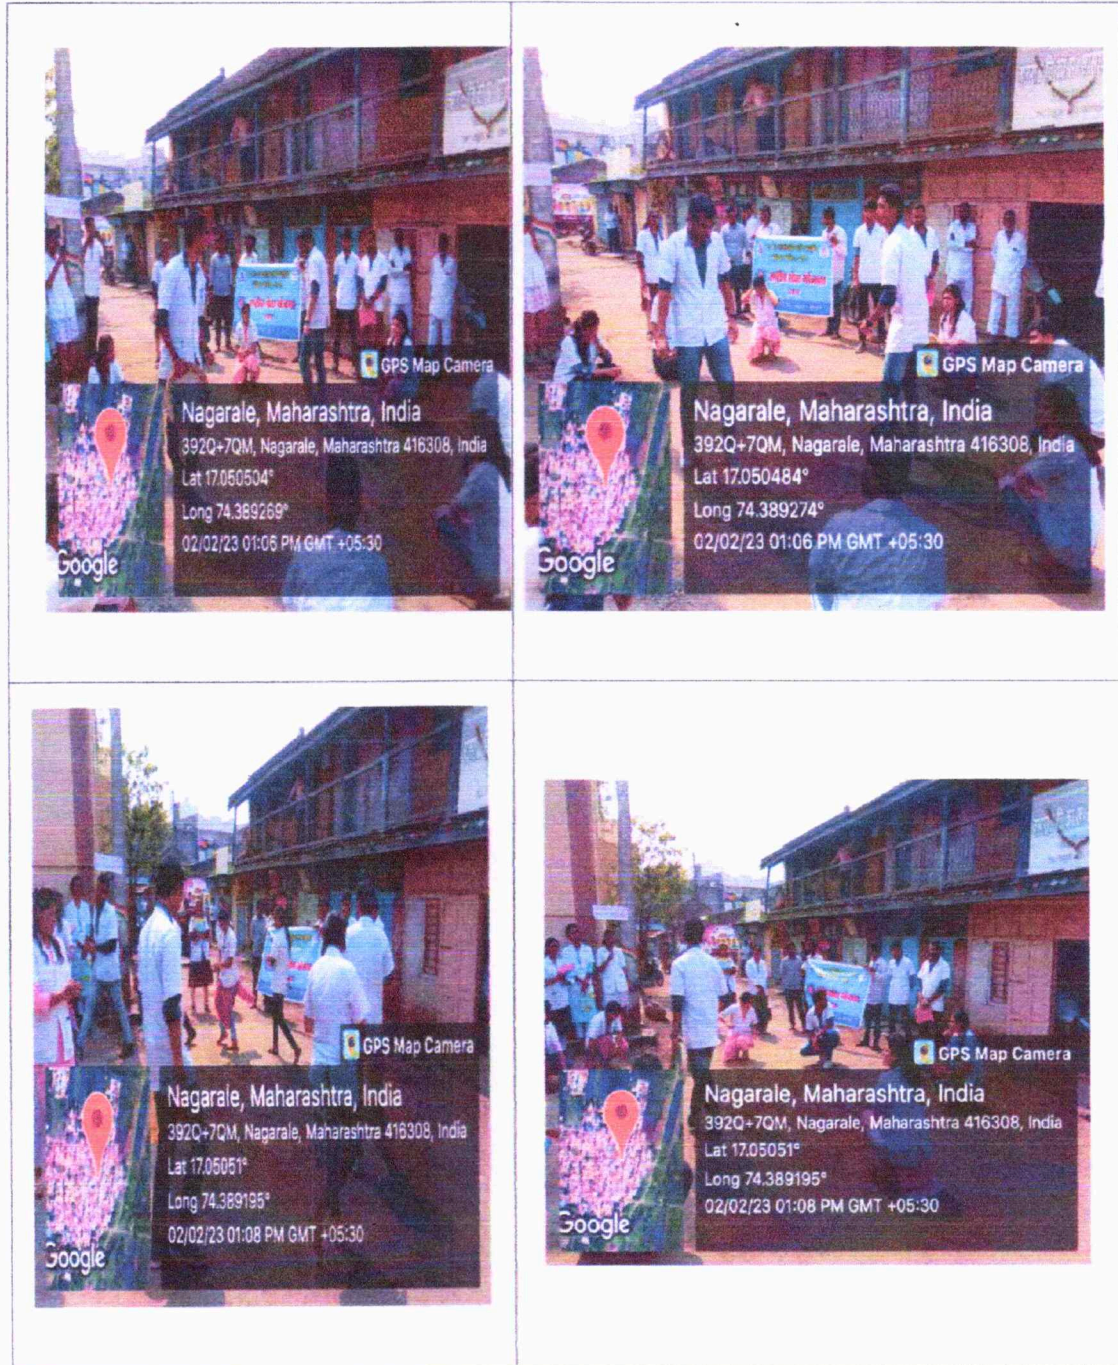 GPS Map Camera
Nagarale, Maharashtra, India
392Q+7QM, Nagarale, Maharashtra 416308, India
Lat 17.050504°
Long 74.389269°
02/02/23 01:06 PM GMT +05:30
Google
GPS Map Camera
Nagarale, Maharashtra, India
392Q+7QM, Nagarale, Maharashtra 416308, India
Lat 17.050484°
Long 74.389274°
02/02/23 01:06 PM GMT +05:30
Google
GPS Map Camera
Nagarale, Maharashtra, India
392Q+7QM, Nagarale, Maharashtra 416308, India
Lat 17.05051°
Long 74.389195°
02/02/23 01:08 PM GMT +05:30
Google
GPS Map Camera
Nagarale, Maharashtra, India
392Q+7QM, Nagarale, Maharashtra 416308, India
Lat 17.05051°
Long 74.389195°
02/02/23 01:08 PM GMT +05:30
Google